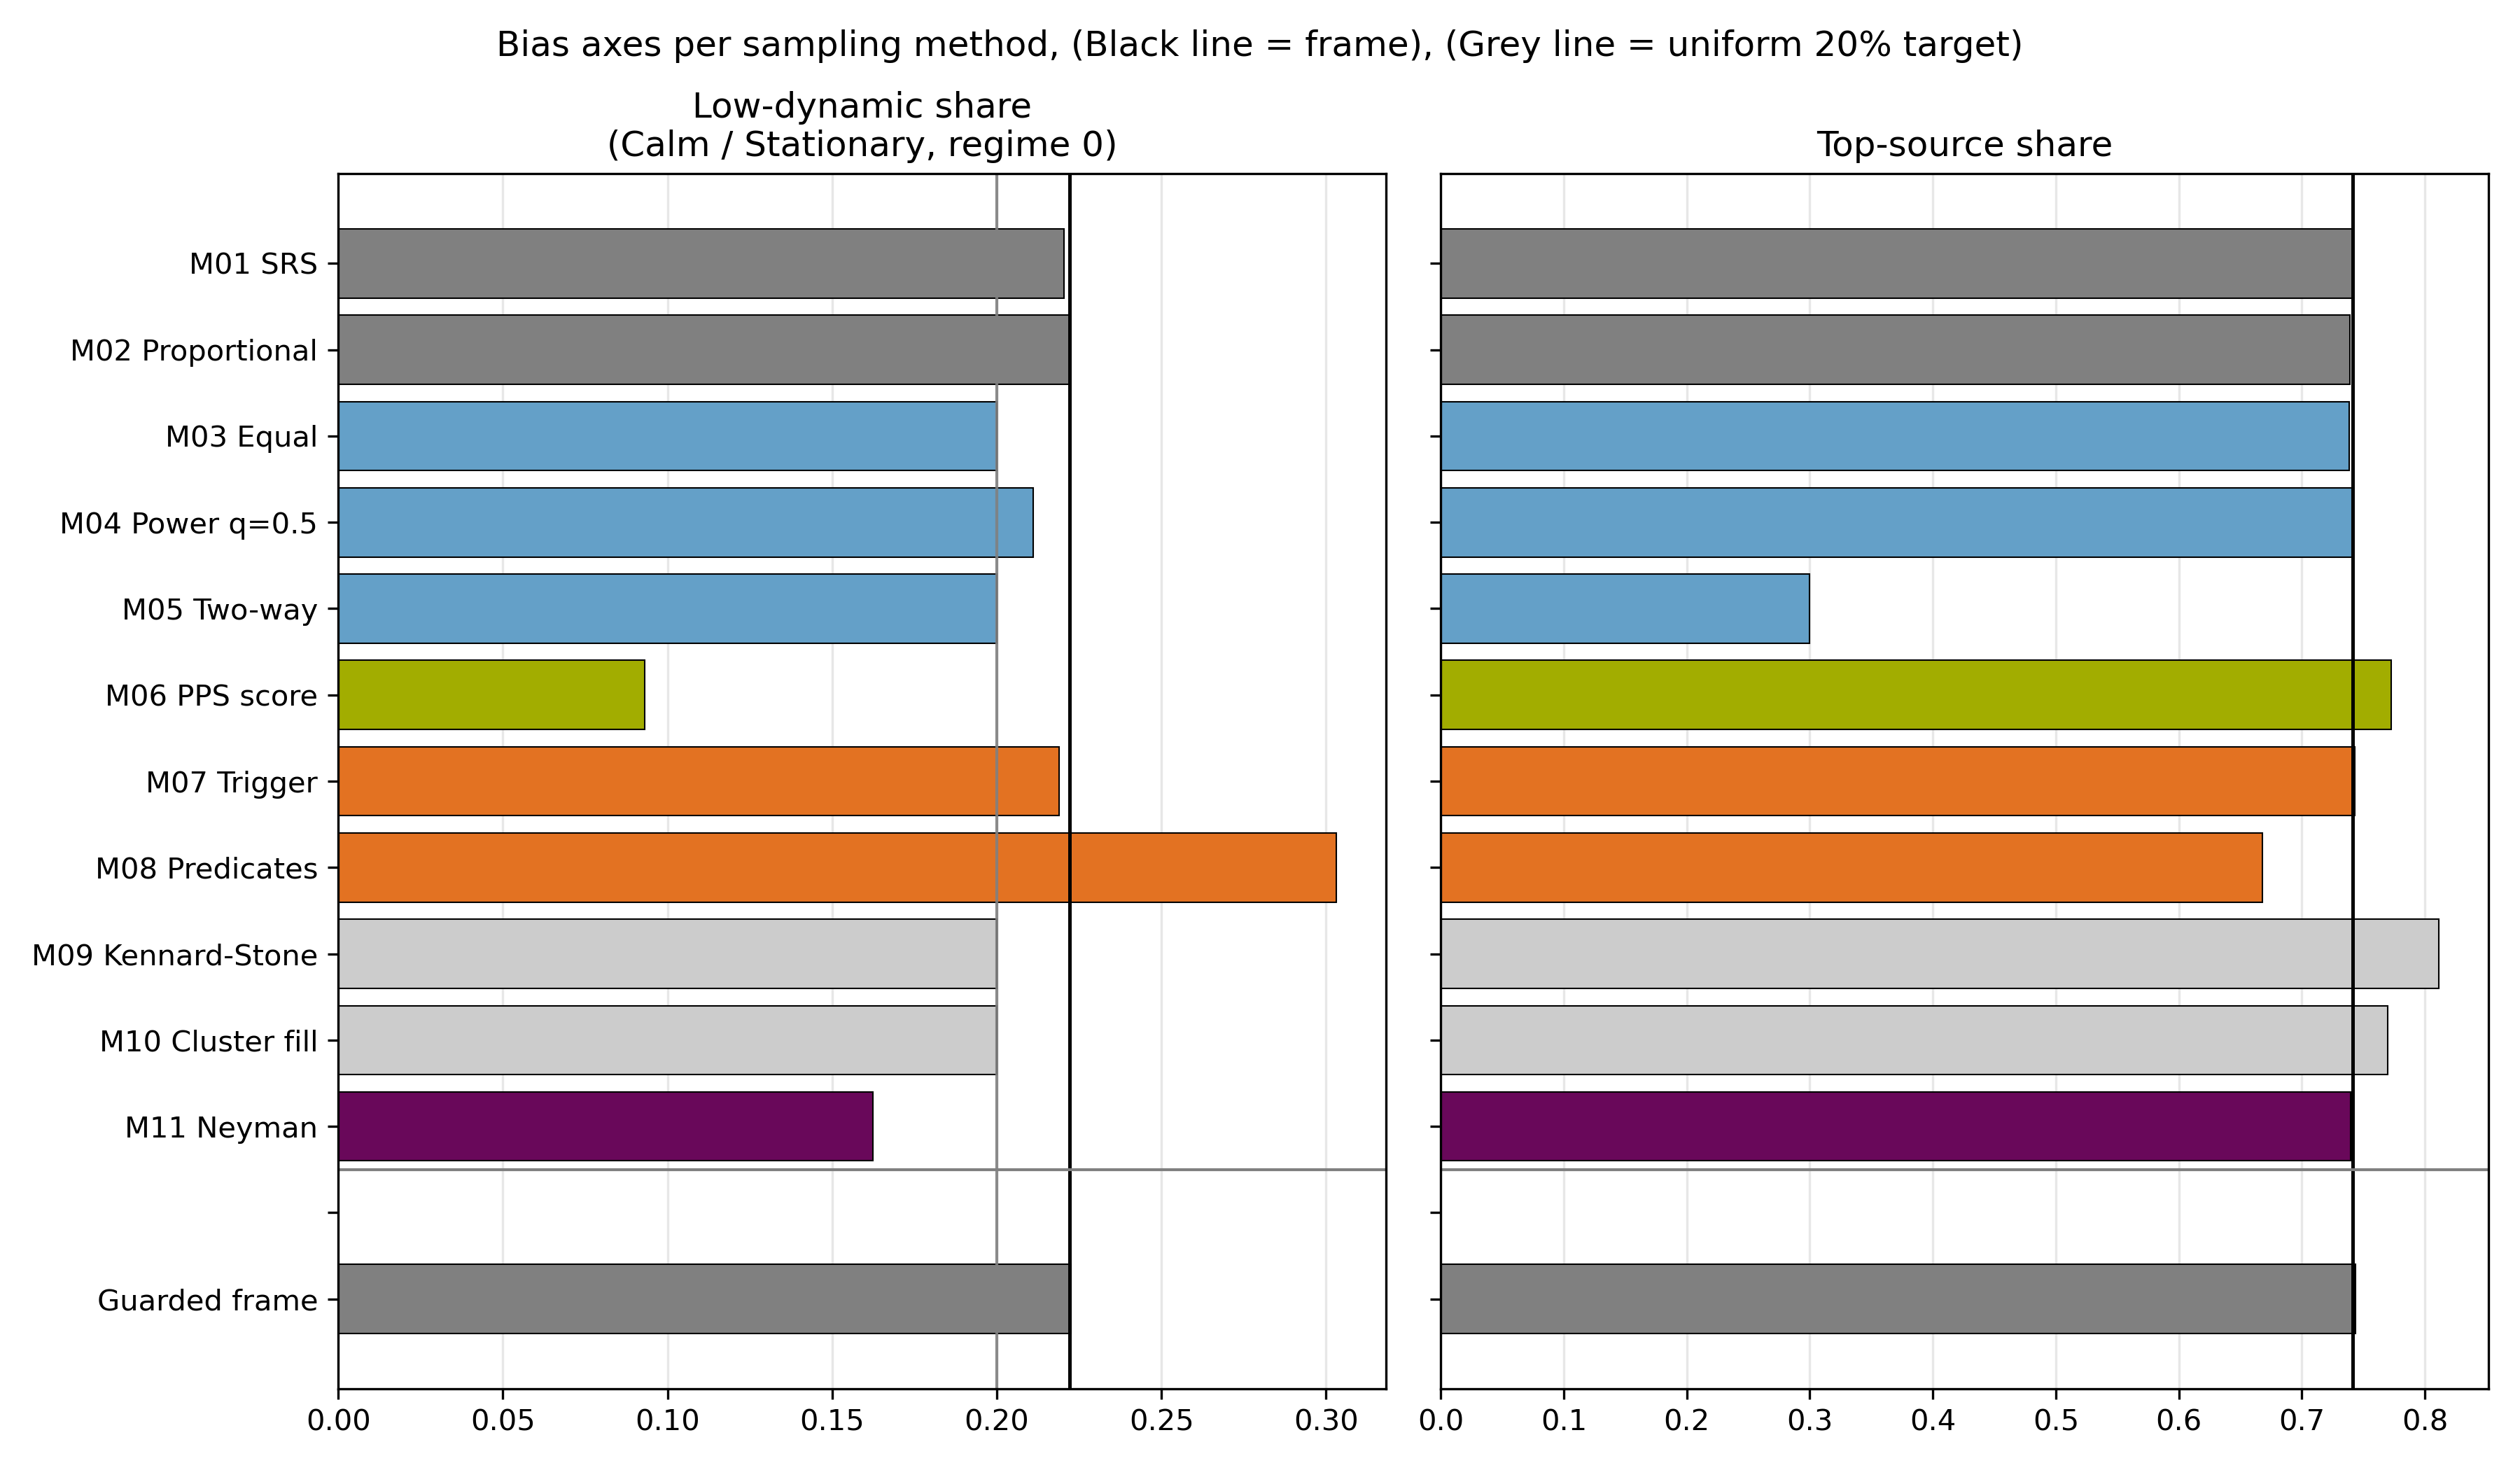 Bias axes per sampling method, (Black line = frame), (Grey line = uniform 20% target)
Low-dynamic share
(Calm / Stationary, regime 0)
Top-source share
M01 SRS
M02 Proportional
M03 Equal
M04 Power q=0.5
M05 Two-way
M06 PPS score
M07 Trigger
M08 Predicates
M09 Kennard-Stone
M10 Cluster fill
M11 Neyman
Guarded frame
0.00 0.05 0.10 0.15 0.20 0.25 0.30
0.0 0.1 0.2 0.3 0.4 0.5 0.6 0.7 0.8